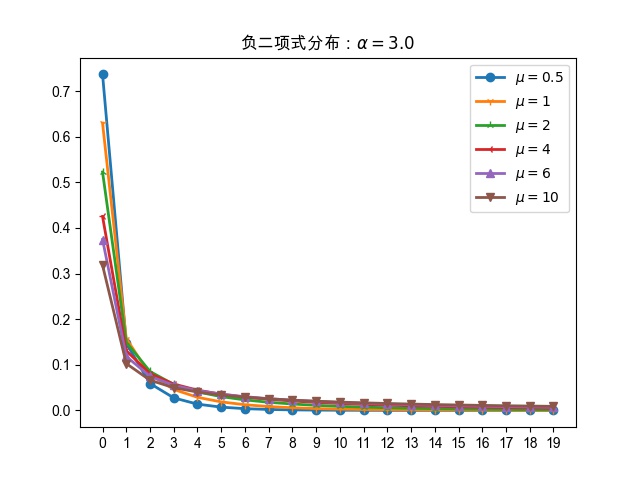 负二项式分布：α = 3.0
μ = 0.5
μ = 1
μ = 2
μ = 4
μ = 6
μ = 10
0.7
0.6
0.5
0.4
0.3
0.2
0.1
0.0
0 1 2 3 4 5 6 7 8 9 10 11 12 13 14 15 16 17 18 19